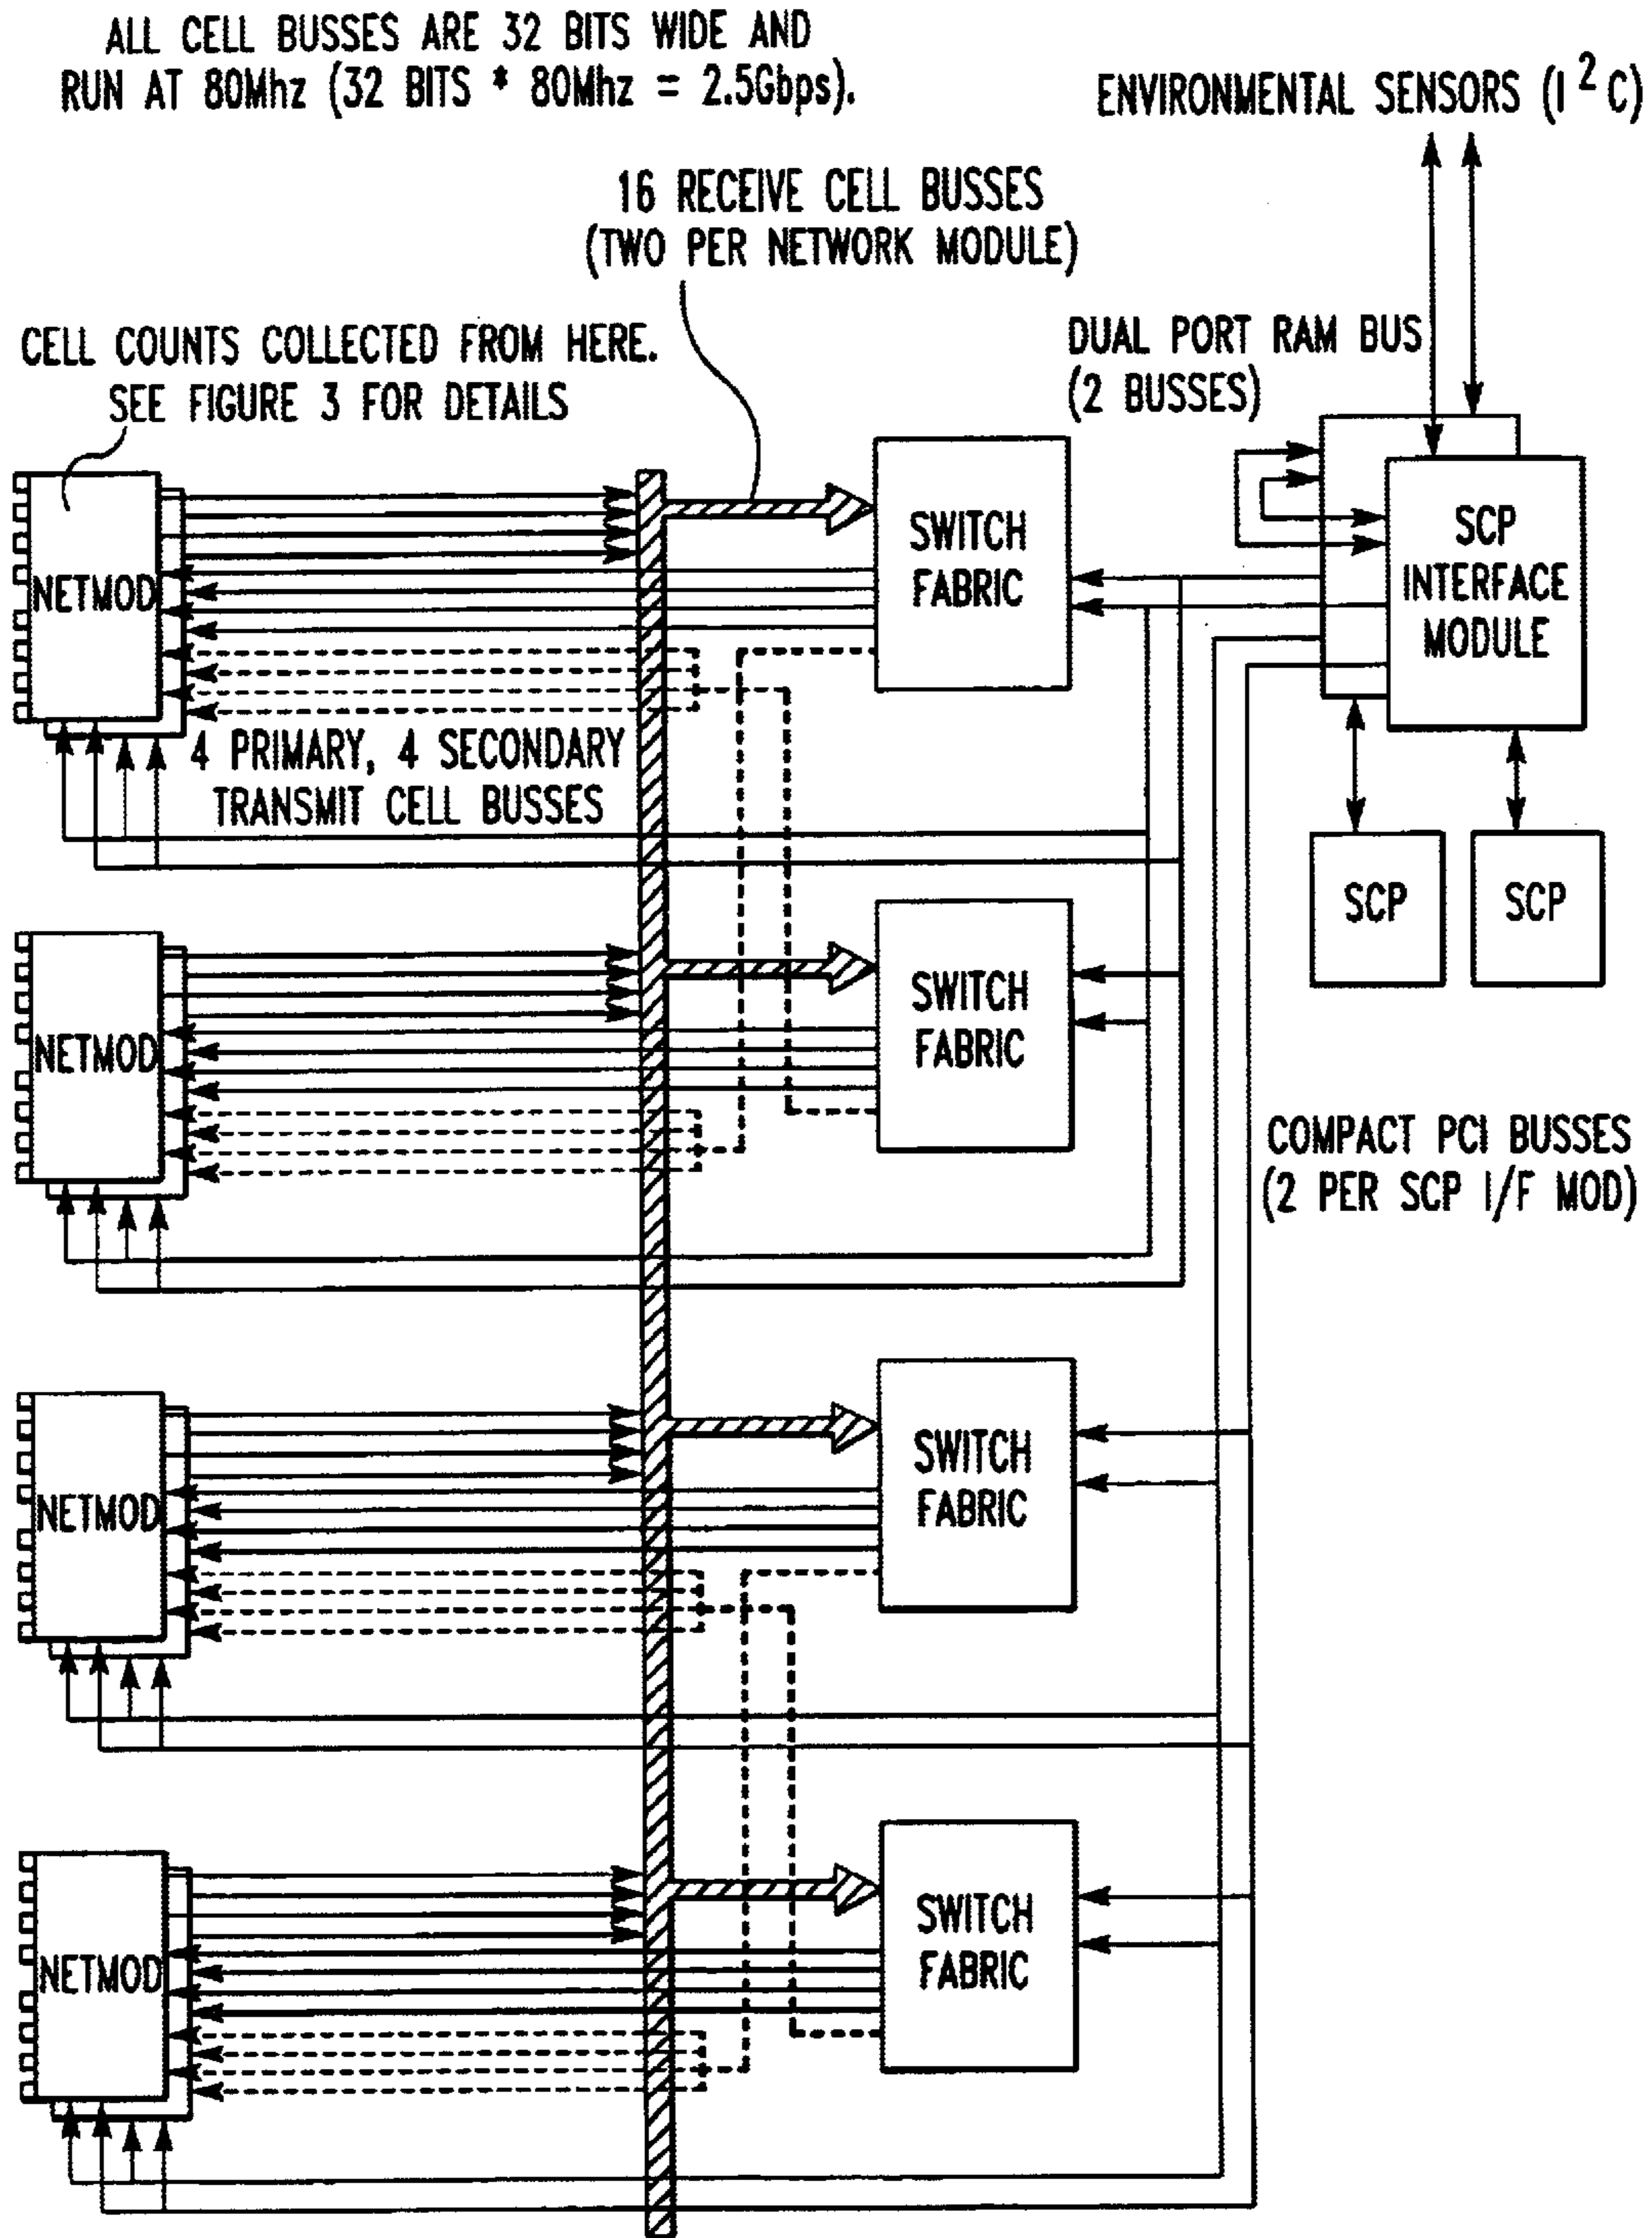 ALL CELL BUSSES ARE 32 BITS WIDE AND
RUN AT 80Mhz (32 BITS * 80Mhz = 2.5Gbps).
ENVIRONMENTAL SENSORS (I²C)
16 RECEIVE CELL BUSSES
(TWO PER NETWORK MODULE)
CELL COUNTS COLLECTED FROM HERE.
SEE FIGURE 3 FOR DETAILS
DUAL PORT RAM BUS
(2 BUSSES)
NETMOD
SWITCH
FABRIC
SCP
INTERFACE
MODULE
4 PRIMARY, 4 SECONDARY
TRANSMIT CELL BUSSES
SCP
SCP
NETMOD
SWITCH
FABRIC
COMPACT PCI BUSSES
(2 PER SCP I/F MOD)
NETMOD
SWITCH
FABRIC
NETMOD
SWITCH
FABRIC